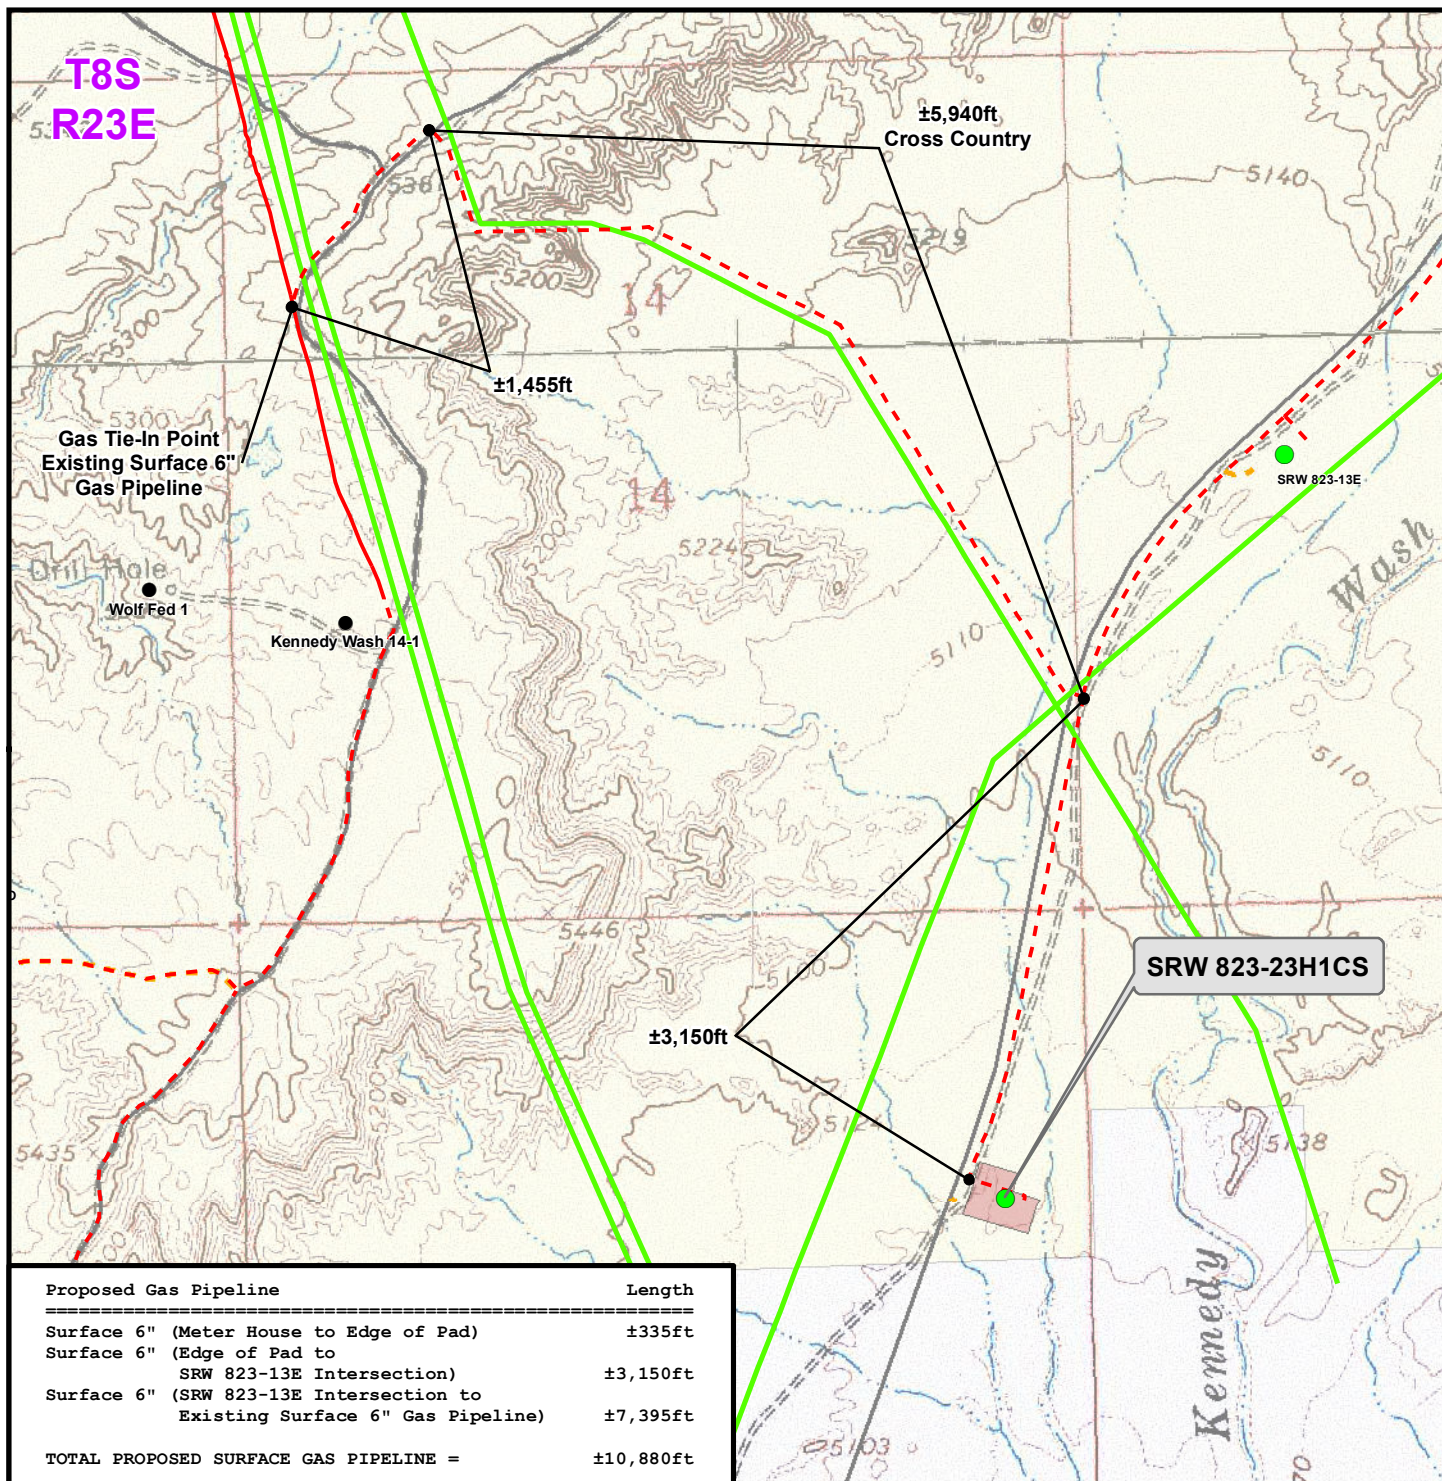 T8S
R23E
±5,940ft
Cross Country
5381
5140
5219
5200
14
±1,455ft
5300
5300
Gas Tie-In Point
Existing Surface 6"
Gas Pipeline
SRW 823-13E
14
5224
Drill Hole
Wolf Fed 1
Kennedy Wash 14-1
Wash
5110
5110
5446
5100
SRW 823-23H1CS
±3,150ft
5124
5138
5435
Kennedy
5103
Proposed Gas Pipeline Length
Surface 6" (Meter House to Edge of Pad) ±335ft
Surface 6" (Edge of Pad to
SRW 823-13E Intersection) ±3,150ft
Surface 6" (SRW 823-13E Intersection to
Existing Surface 6" Gas Pipeline) ±7,395ft
TOTAL PROPOSED SURFACE GAS PIPELINE = ±10,880ft